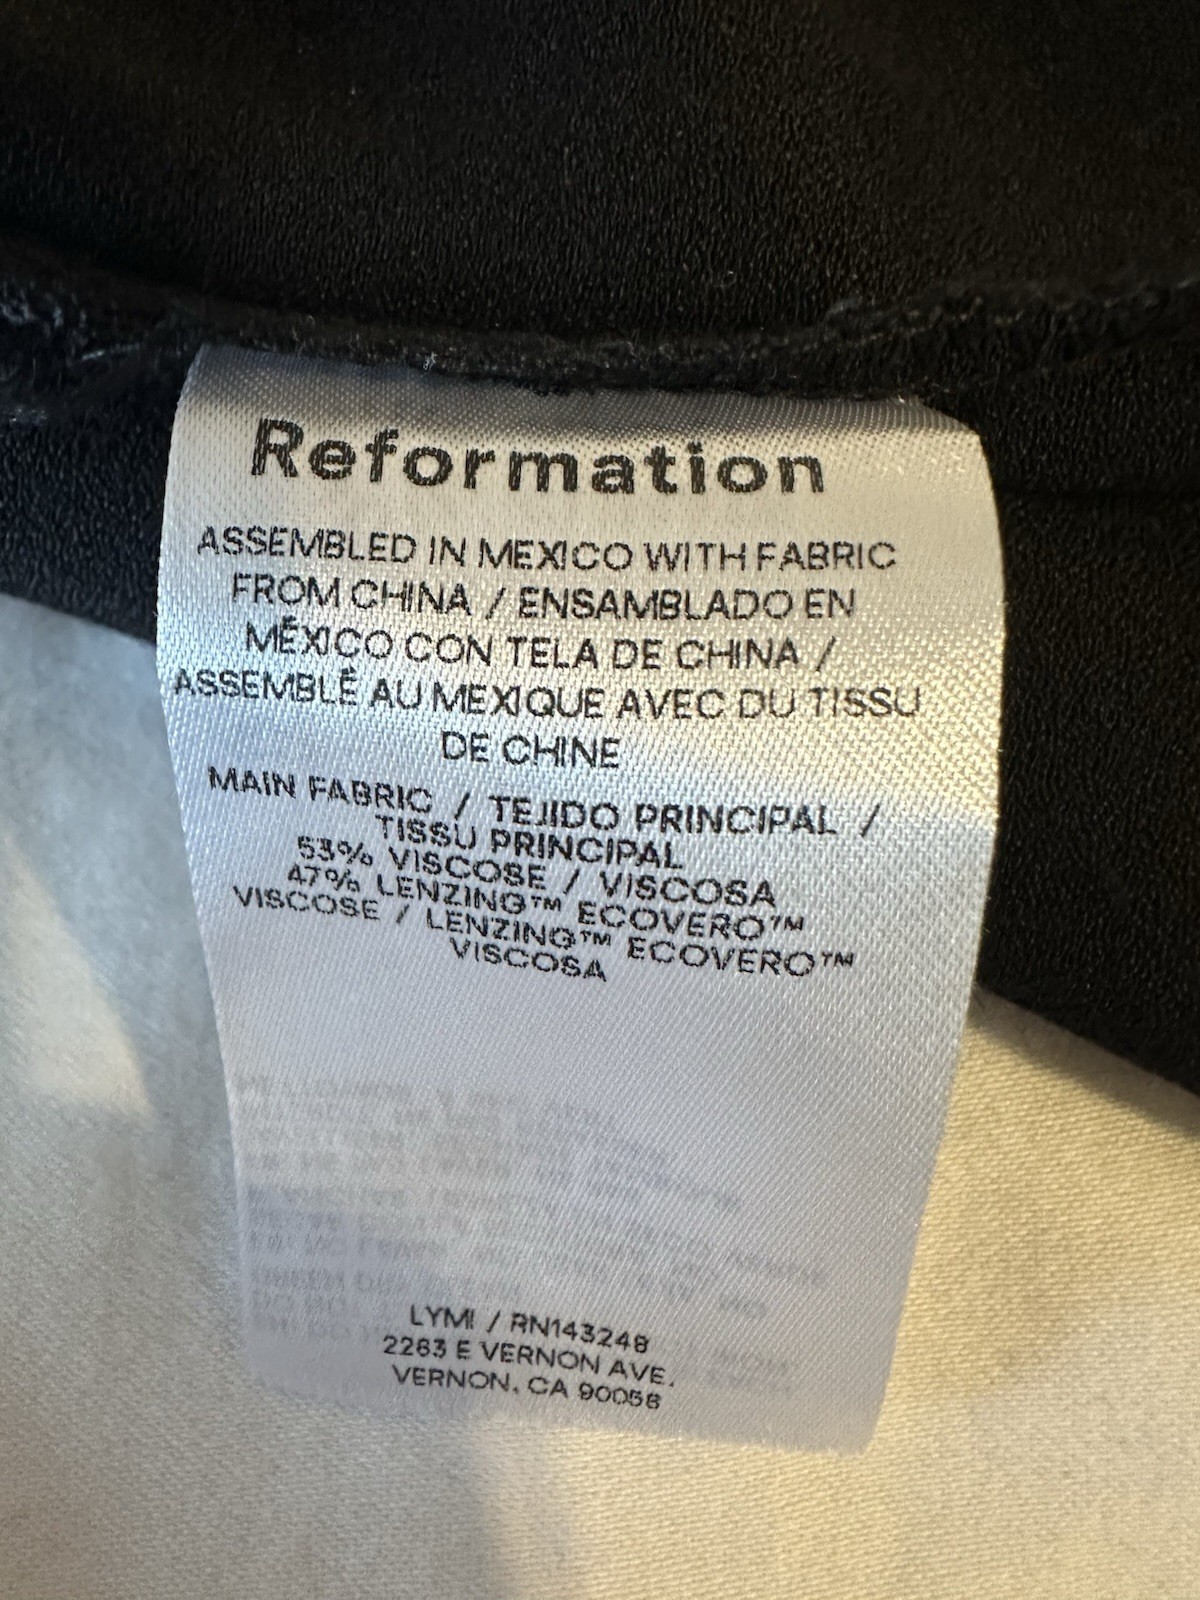 Reformation
ASSEMBLED IN MEXICO WITH FABRIC
FROM CHINA / ENSAMBLADO EN
MÉXICO CON TELA DE CHINA /
ASSEMBLÉ AU MEXIQUE AVEC DU TISSU
DE CHINE
MAIN FABRIC / TEJIDO PRINCIPAL /
TISSU PRINCIPAL
53% VISCOSE / VISCOSA
47% LENZING™ ECOVERO™
VISCOSE / LENZING™ ECOVERO™
VISCOSA
LYMI / RN143248
2263 E VERNON AVE.
VERNON, CA 90058